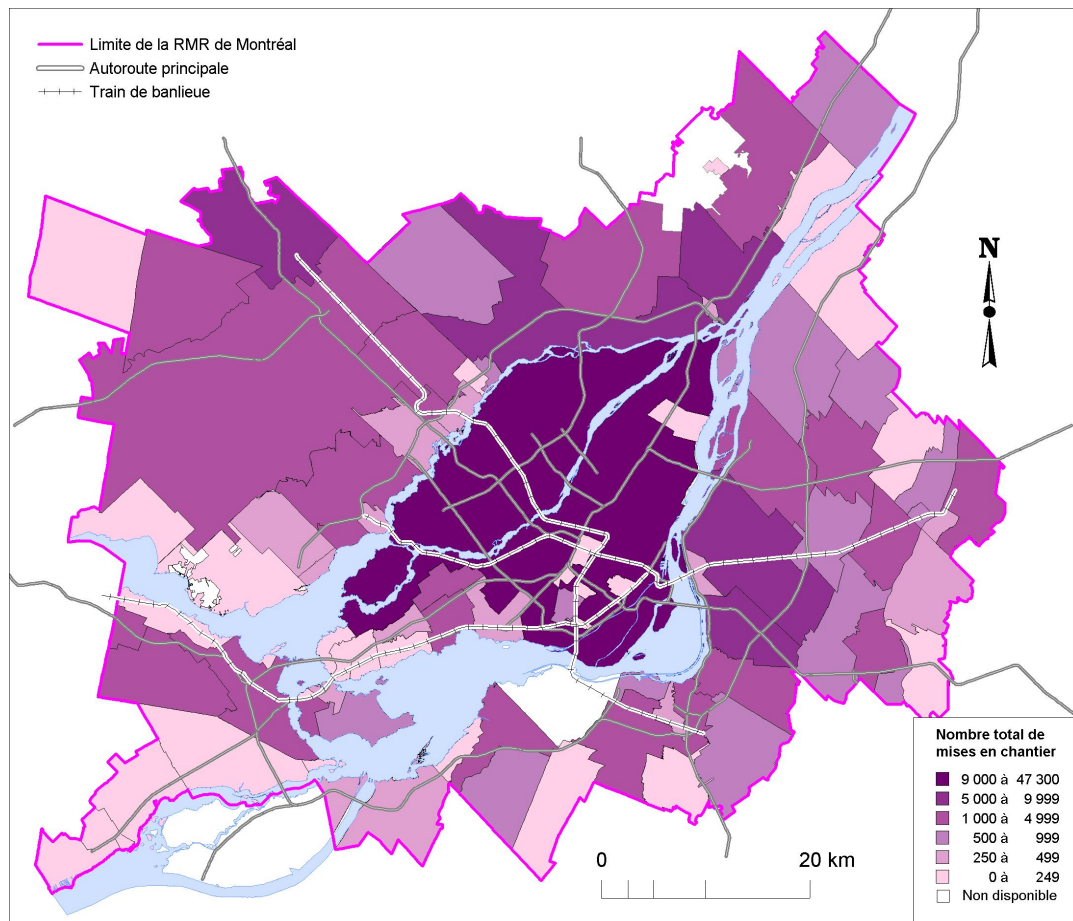 Limite de la RMR de Montréal
Autoroute principale
Train de banlieue
N
Nombre total de
mises en chantier
9 000 à 47 300
5 000 à 9 999
1 000 à 4 999
500 à 999
250 à 499
0 à 249
Non disponible
0 20 km